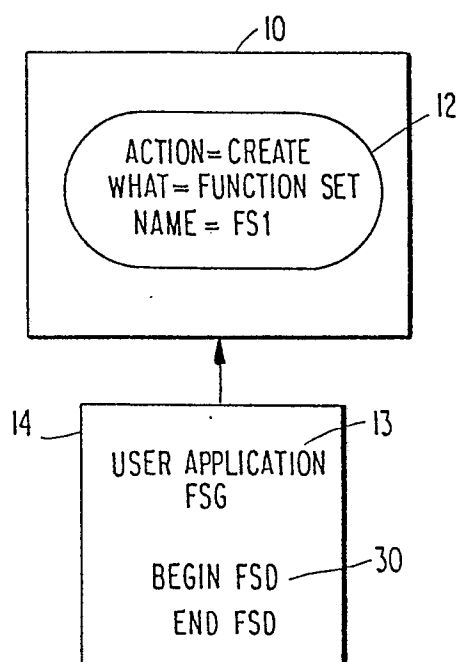 10
12
ACTION=CREATE
WHAT=FUNCTION SET
NAME = FS1
14
13
USER APPLICATION
FSG
BEGIN FSD
30
END FSD